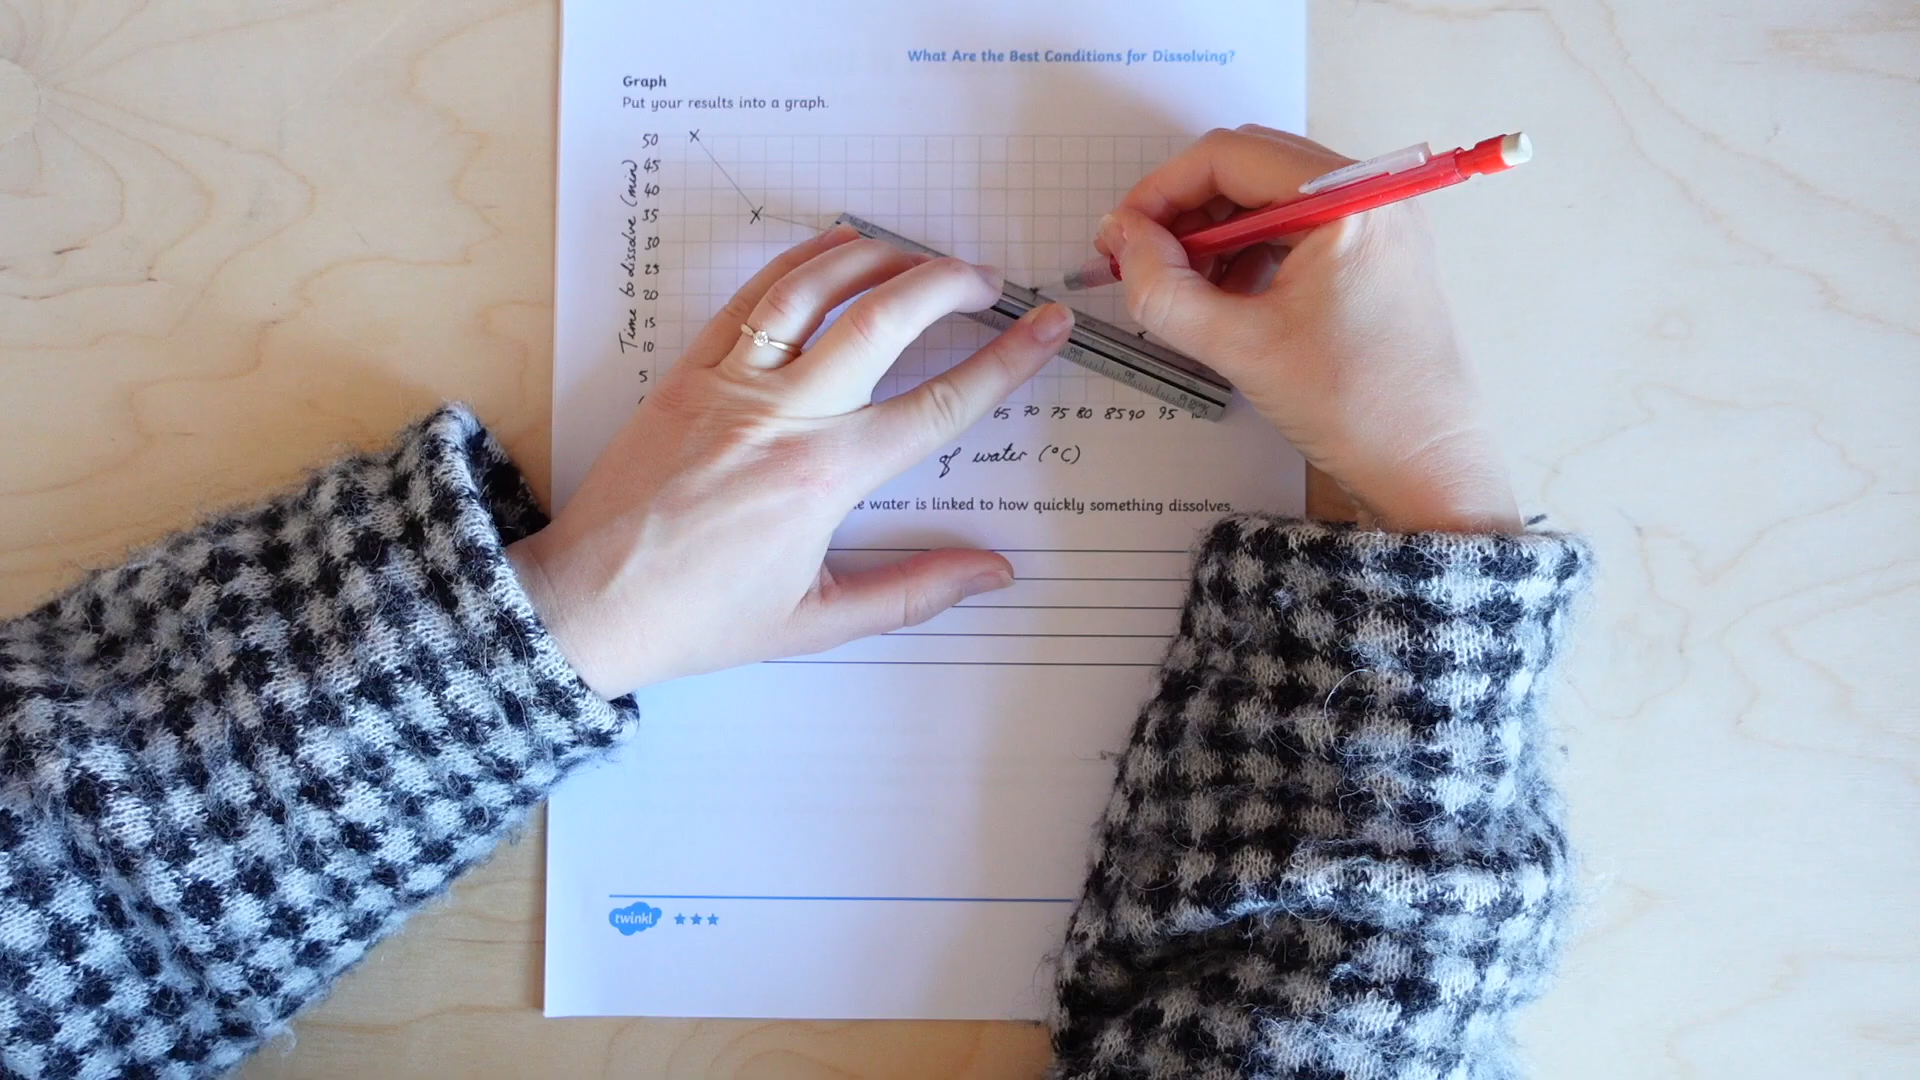 What Are the Best Conditions for Dissolving?
Graph
Put your results into a graph.
Time to dissolve (min
50
45
40
35
30
25
20
15
10
5
65 70 75 80 85 90 95
of water (°C)
water is linked to how quickly something dissolves.
twinkl